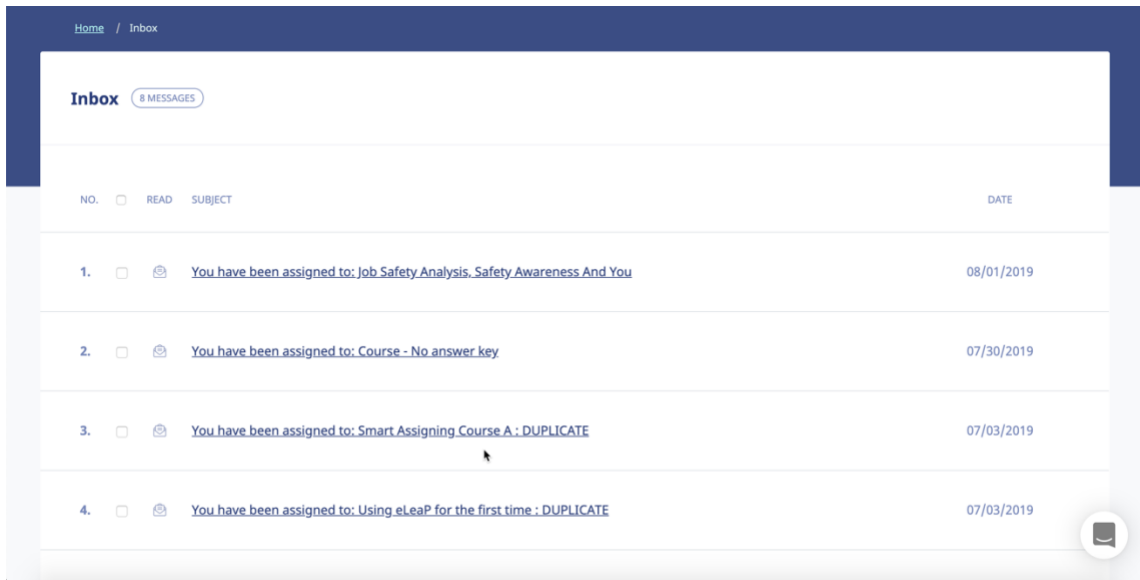 Home / Inbox
Inbox 8 MESSAGES
NO. READ SUBJECT DATE
1. You have been assigned to: Job Safety Analysis, Safety Awareness And You 08/01/2019
2. You have been assigned to: Course - No answer key 07/30/2019
3. You have been assigned to: Smart Assigning Course A : DUPLICATE 07/03/2019
4. You have been assigned to: Using eLeaP for the first time : DUPLICATE 07/03/2019